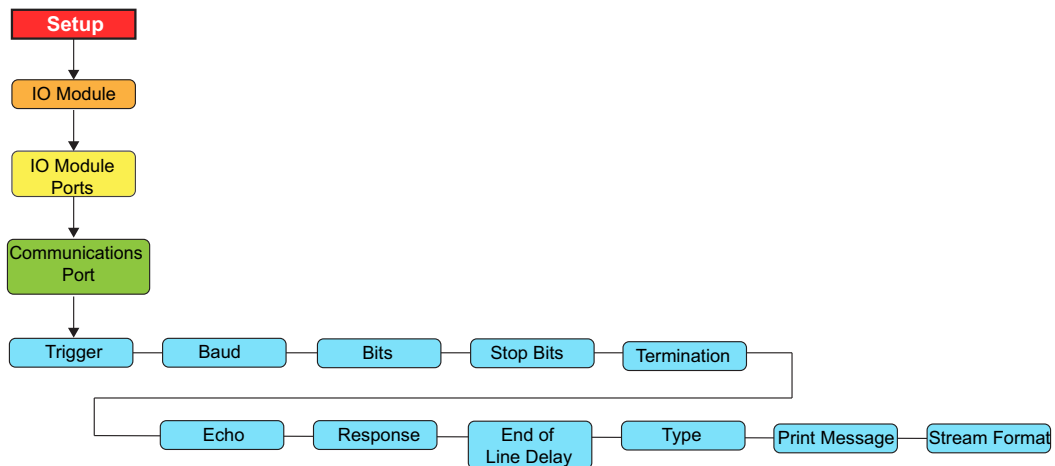 Setup
IO Module
IO Module
Ports
Communications
Port
Trigger
Baud
Bits
Stop Bits
Termination
Echo
Response
End of
Line Delay
Type
Print Message
Stream Format